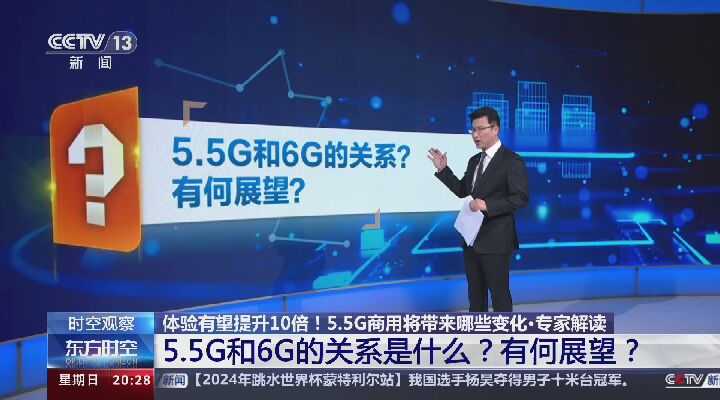 CCTV 13
新闻
5.5G和6G的关系?
有何展望?
时空观察
体验有望提升10倍！5.5G商用将带来哪些变化·专家解读
东方时空
5.5G和6G的关系是什么？有何展望？
星期日 20:28
新闻 【2024年跳水世界杯蒙特利尔站】我国选手杨昊夺得男子十米台冠军。
CCTV 新闻